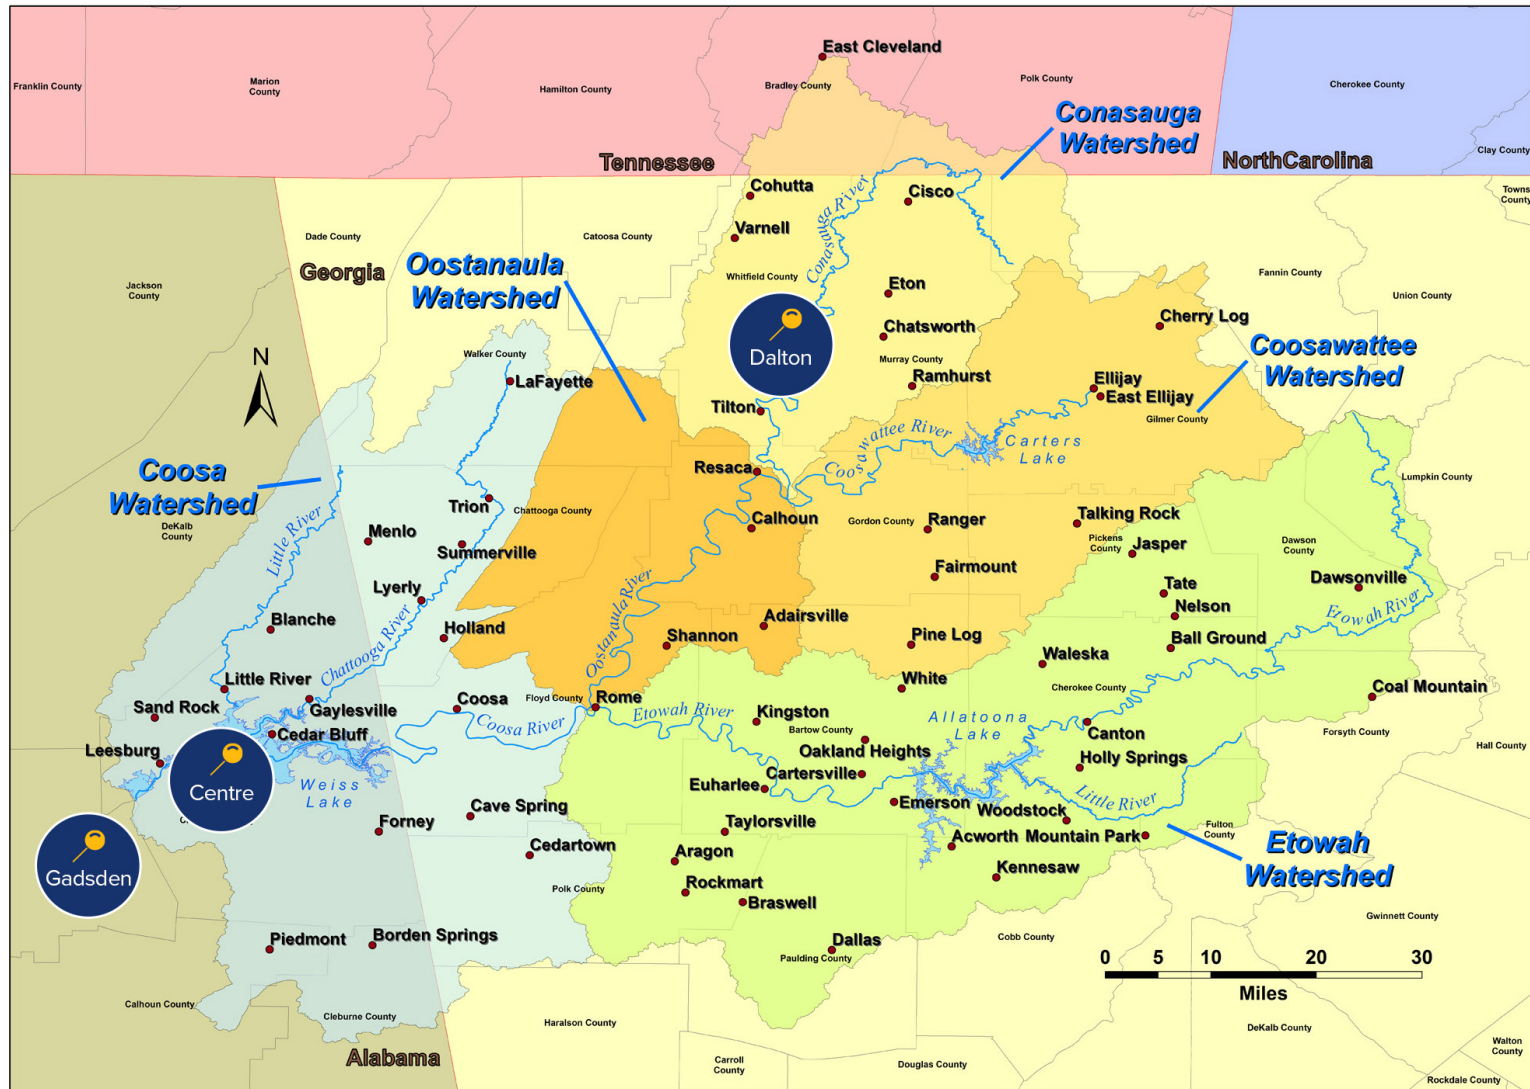 East Cleveland
Franklin County
Marion
County
Hamilton County
Bradley County
Polk County
Cherokee County
Conasauga
Watershed
Tennessee
NorthCarolina
Clay County
Cohutta
Cisco
Towns
County
Varnell
Conasauga River
Dade County
Catoosa County
Georgia
Oostanaula
Watershed
Whitfield County
Fannin County
Union County
Jackson
County
Eton
Chatsworth
Cherry Log
Dalton
N
Walker County
LaFayette
Murray County
Ramhurst
Coosawattee
Watershed
Ellijay
East Ellijay
Gilmer County
Tilton
Coosawattee River
Carters
Lake
Coosa
Watershed
Resaca
Lumpkin County
Trion
Chattooga County
Calhoun
Gordon County
Ranger
Talking Rock
Pickens
County
Jasper
Dawson
County
DeKalb
County
Little River
Menlo
Summerville
Fairmount
Dawsonville
Lyerly
Tate
Nelson
Etowah River
Blanche
Chattooga River
Holland
Oostanaula River
Shannon
Adairsville
Pine Log
Ball Ground
Waleska
Little River
Sand Rock
Gaylesville
Coosa
Floyd County
Rome
White
Cherokee County
Coal Mountain
Cedar Bluff
Coosa River
Etowah River
Kingston
Bartow County
Allatoona
Lake
Canton
Forsyth County
Hall County
Leesburg
Oakland Heights
Cartersville
Holly Springs
Centre
Weiss
Lake
Euharlee
Emerson
Woodstock
Little River
Cave Spring
Forney
Taylorsville
Acworth
Mountain Park
Fulton
County
Etowah
Watershed
Gadsden
Cedartown
Aragon
Kennesaw
Polk County
Rockmart
Braswell
Gwinnett County
Piedmont
Borden Springs
Dallas
Paulding County
Cobb County
0 5 10 20 30
Miles
Calhoun County
Cleburne County
Haralson County
DeKalb County
Alabama
Carroll
County
Douglas County
Walton
County
Rockdale County